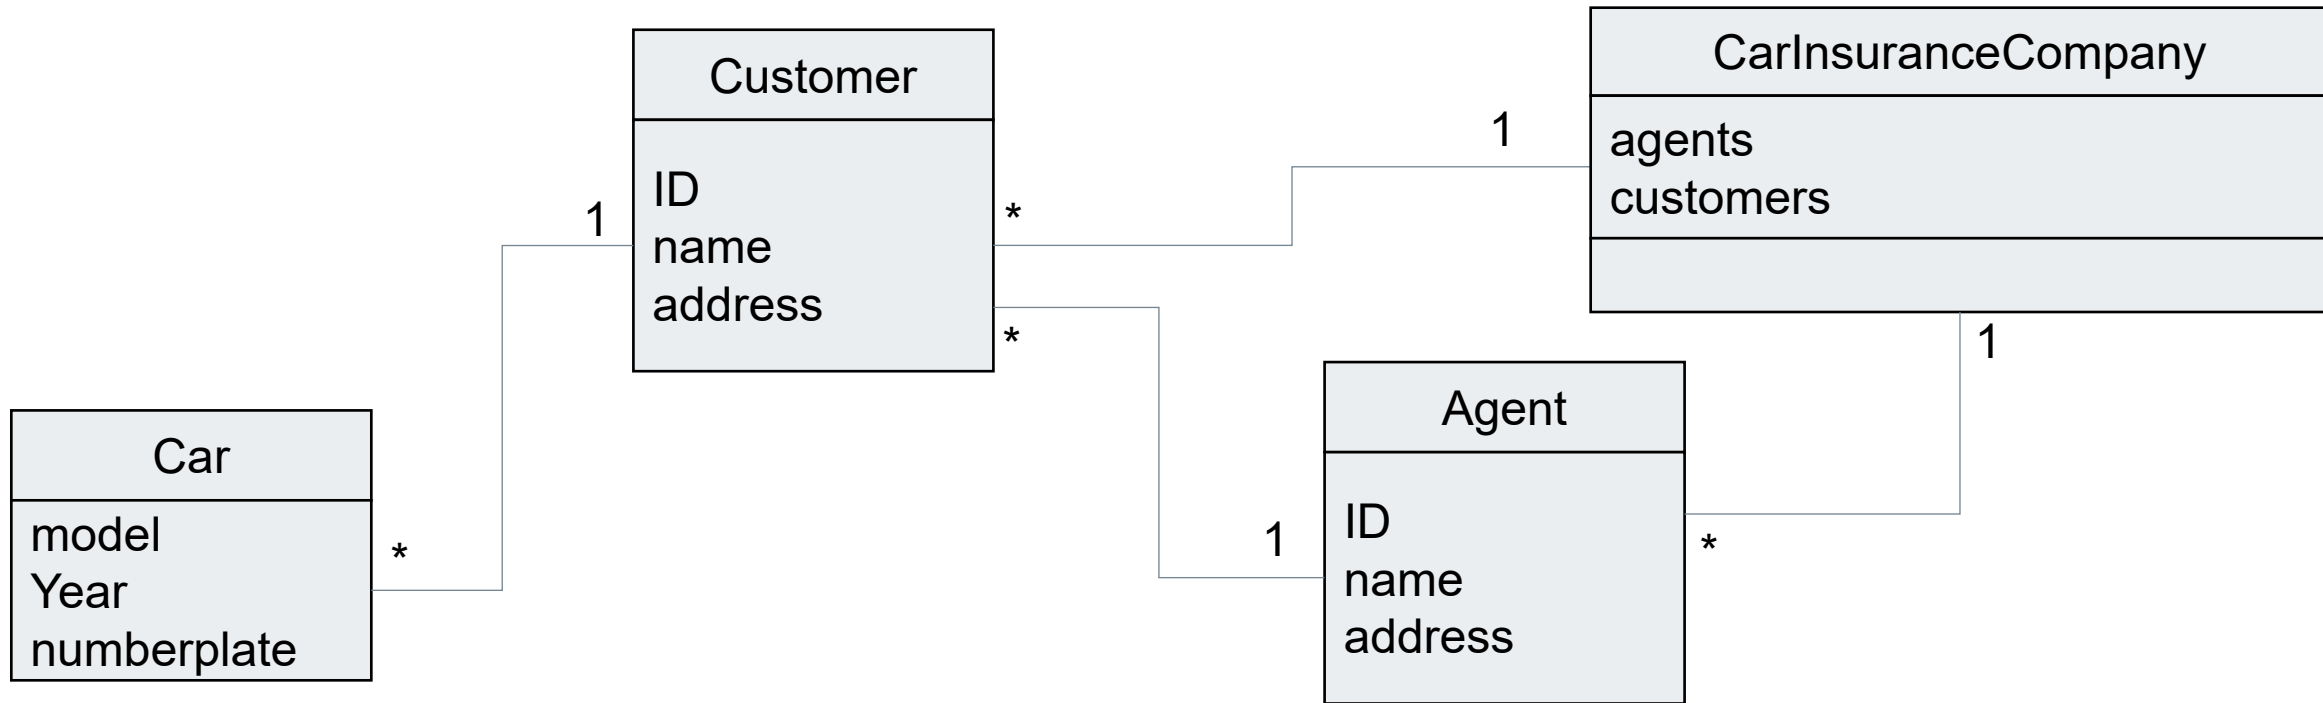 Customer
ID
name
address
CarInsuranceCompany
agents
customers
Agent
ID
name
address
Car
model
Year
numberplate
1
*
*
1
*
1
1
*